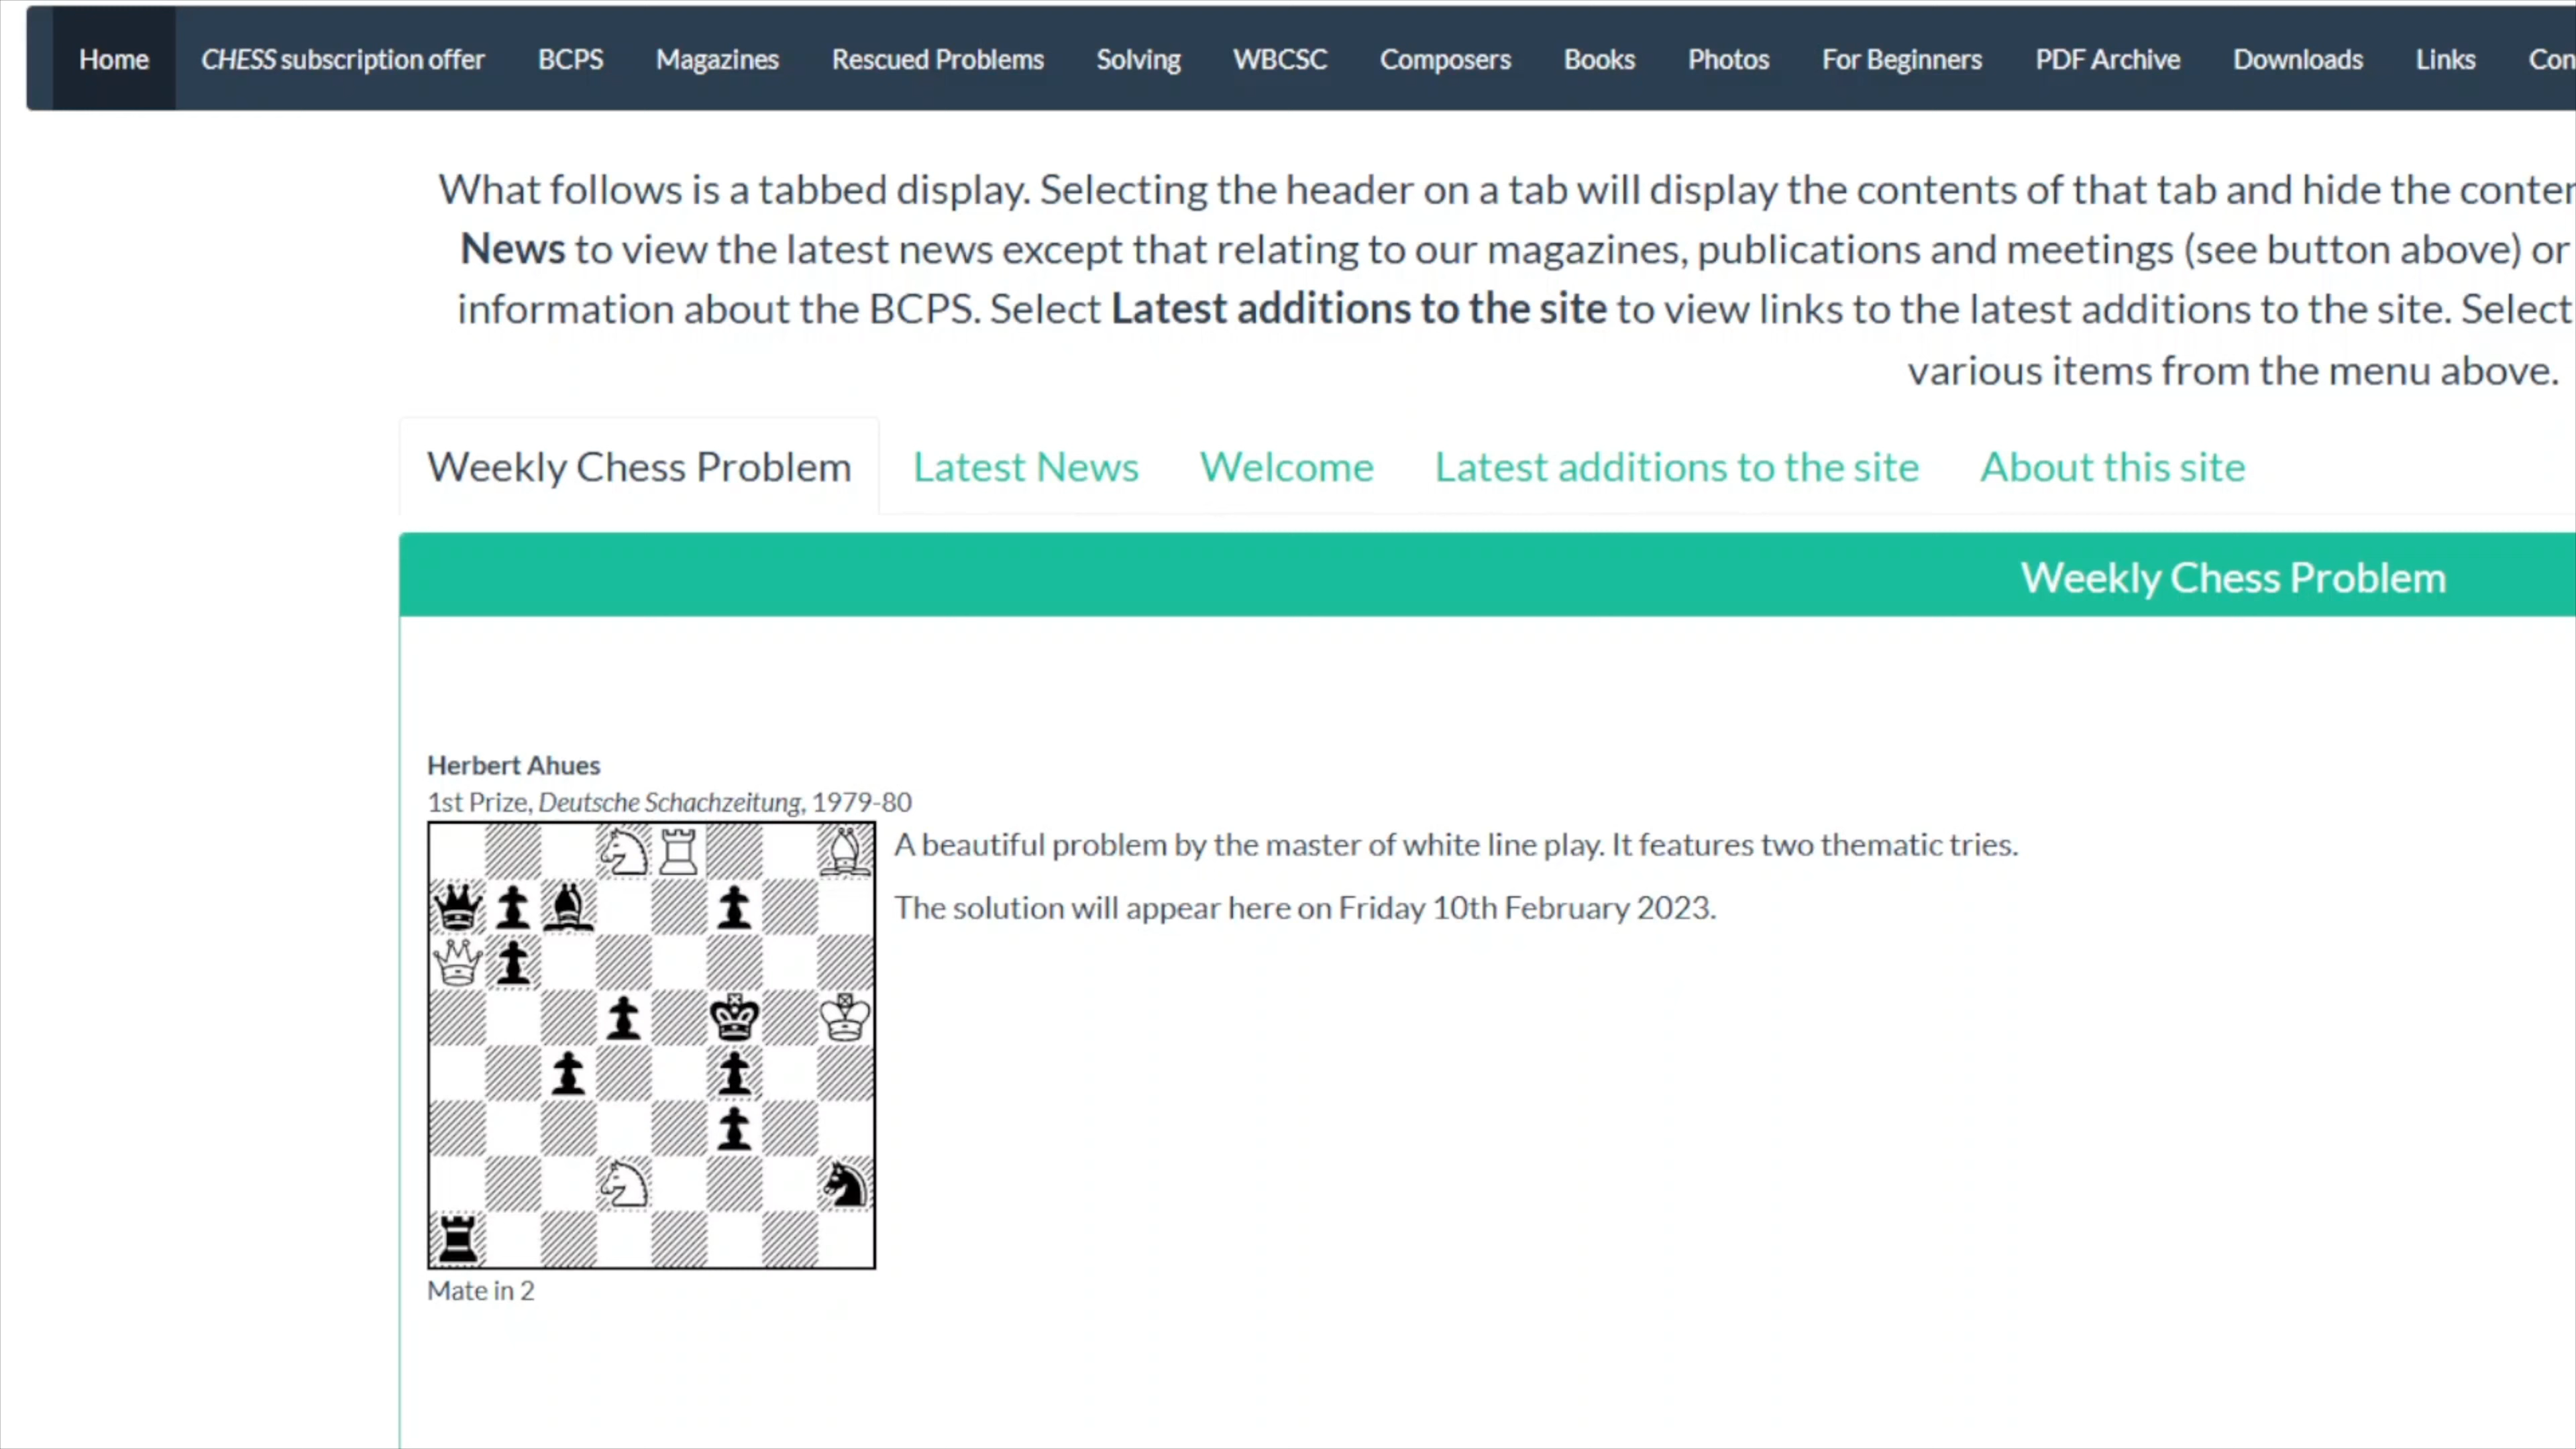 Home CHESS subscription offer BCPS Magazines Rescued Problems Solving WBCSC Composers Books Photos For Beginners PDF Archive Downloads Links Con
What follows is a tabbed display. Selecting the header on a tab will display the contents of that tab and hide the conten
News to view the latest news except that relating to our magazines, publications and meetings (see button above) or
information about the BCPS. Select Latest additions to the site to view links to the latest additions to the site. Select
various items from the menu above.
Weekly Chess Problem Latest News Welcome Latest additions to the site About this site
Weekly Chess Problem
Herbert Ahues
1st Prize, Deutsche Schachzeitung, 1979-80
A beautiful problem by the master of white line play. It features two thematic tries.
The solution will appear here on Friday 10th February 2023.
Mate in 2